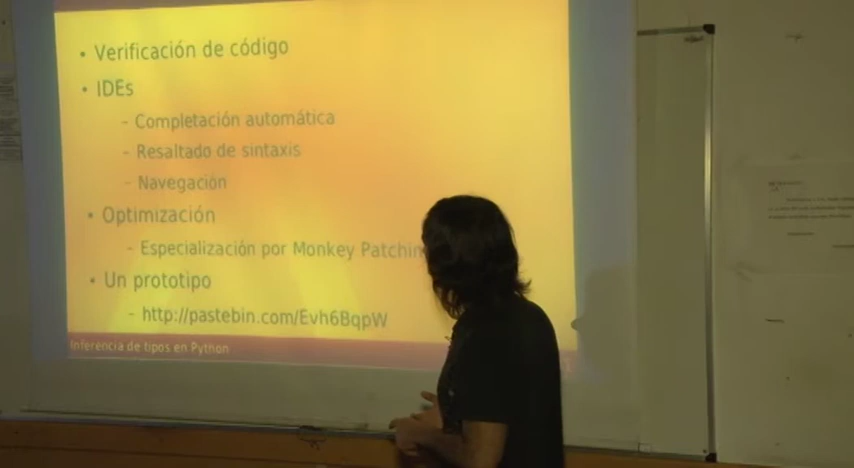 • Verificación de código
• IDEs
– Completación automática
– Resaltado de sintaxis
– Navegación
• Optimización
– Especialización por Monkey
• Un prototipo
– http://pastebin.com/Evh6BqpW
Inferencia de tipos en Python